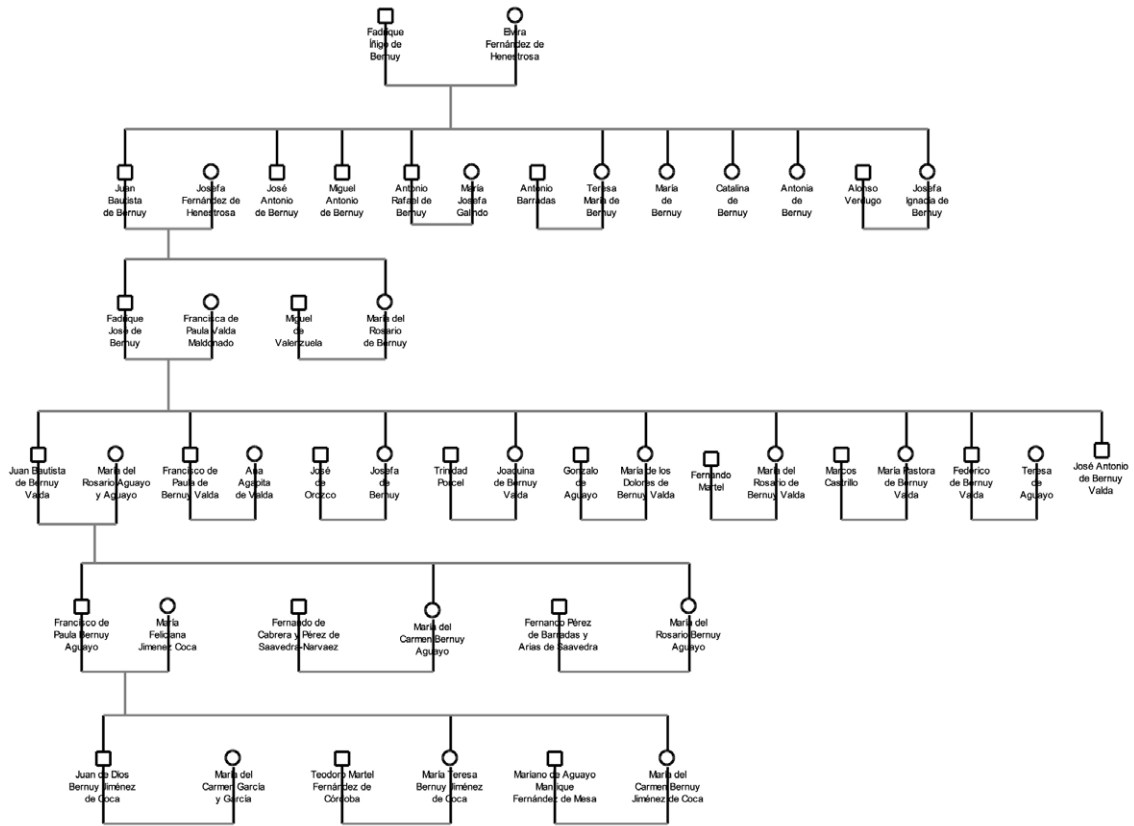 Fadrique
Íñigo de
Bernuy
Elvira
Fernández de
Henestrosa
Juan
Bautista
de Bernuy
Josefa
Fernández de
Henestrosa
José
Antonio
de Bernuy
Miguel
Antonio
de Bernuy
Antonio
Rafael de
Bernuy
María
Josefa
Galindo
Antonio
Barradas
Teresa
María de
Bernuy
María
de
Bernuy
Catalina
de
Bernuy
Antonia
de
Bernuy
Alonso
Verdugo
Josefa
Ignacia de
Bernuy
Fadrique
José de
Bernuy
Francisca de
Paula Valda
Maldonado
Miguel
de
Valenzuela
María del
Rosario
de Bernuy
Juan Bautista
de Bernuy
Valda
María del
Rosario Aguayo
y Aguayo
Francisco de
Paula de
Bernuy Valda
Ana
Agapita
de Valda
José
de
Orozco
Josefa
de
Bernuy
Trinidad
Porcel
Joaquina
de Bernuy
Valda
Gonzalo
de
Aguayo
María de los
Dolores de
Bernuy Valda
Fernando
Martel
María del
Rosario de
Bernuy Valda
Marcos
Castrillo
María Pastora
de Bernuy
Valda
Federico
de Bernuy
Valda
Teresa
de
Aguayo
José Antonio
de Bernuy
Valda
Francisco de
Paula Bernuy
Aguayo
María
Feliciana
Jimenez Coca
Fernando de
Cabrera y Pérez de
Saavedra-Narvaez
María del
Carmen Bernuy
Aguayo
Fernando Pérez
de Barradas y
Arias de Saavedra
María del
Rosario Bernuy
Aguayo
Juan de Dios
Bernuy Jiménez
de Coca
María del
Carmen García
y García
Teodoro Martel
Fernández de
Córdoba
María Teresa
Bernuy Jiménez
de Coca
Mariano de Aguayo
Manrique
Fernández de Mesa
María del
Carmen Bernuy
Jiménez de Coca